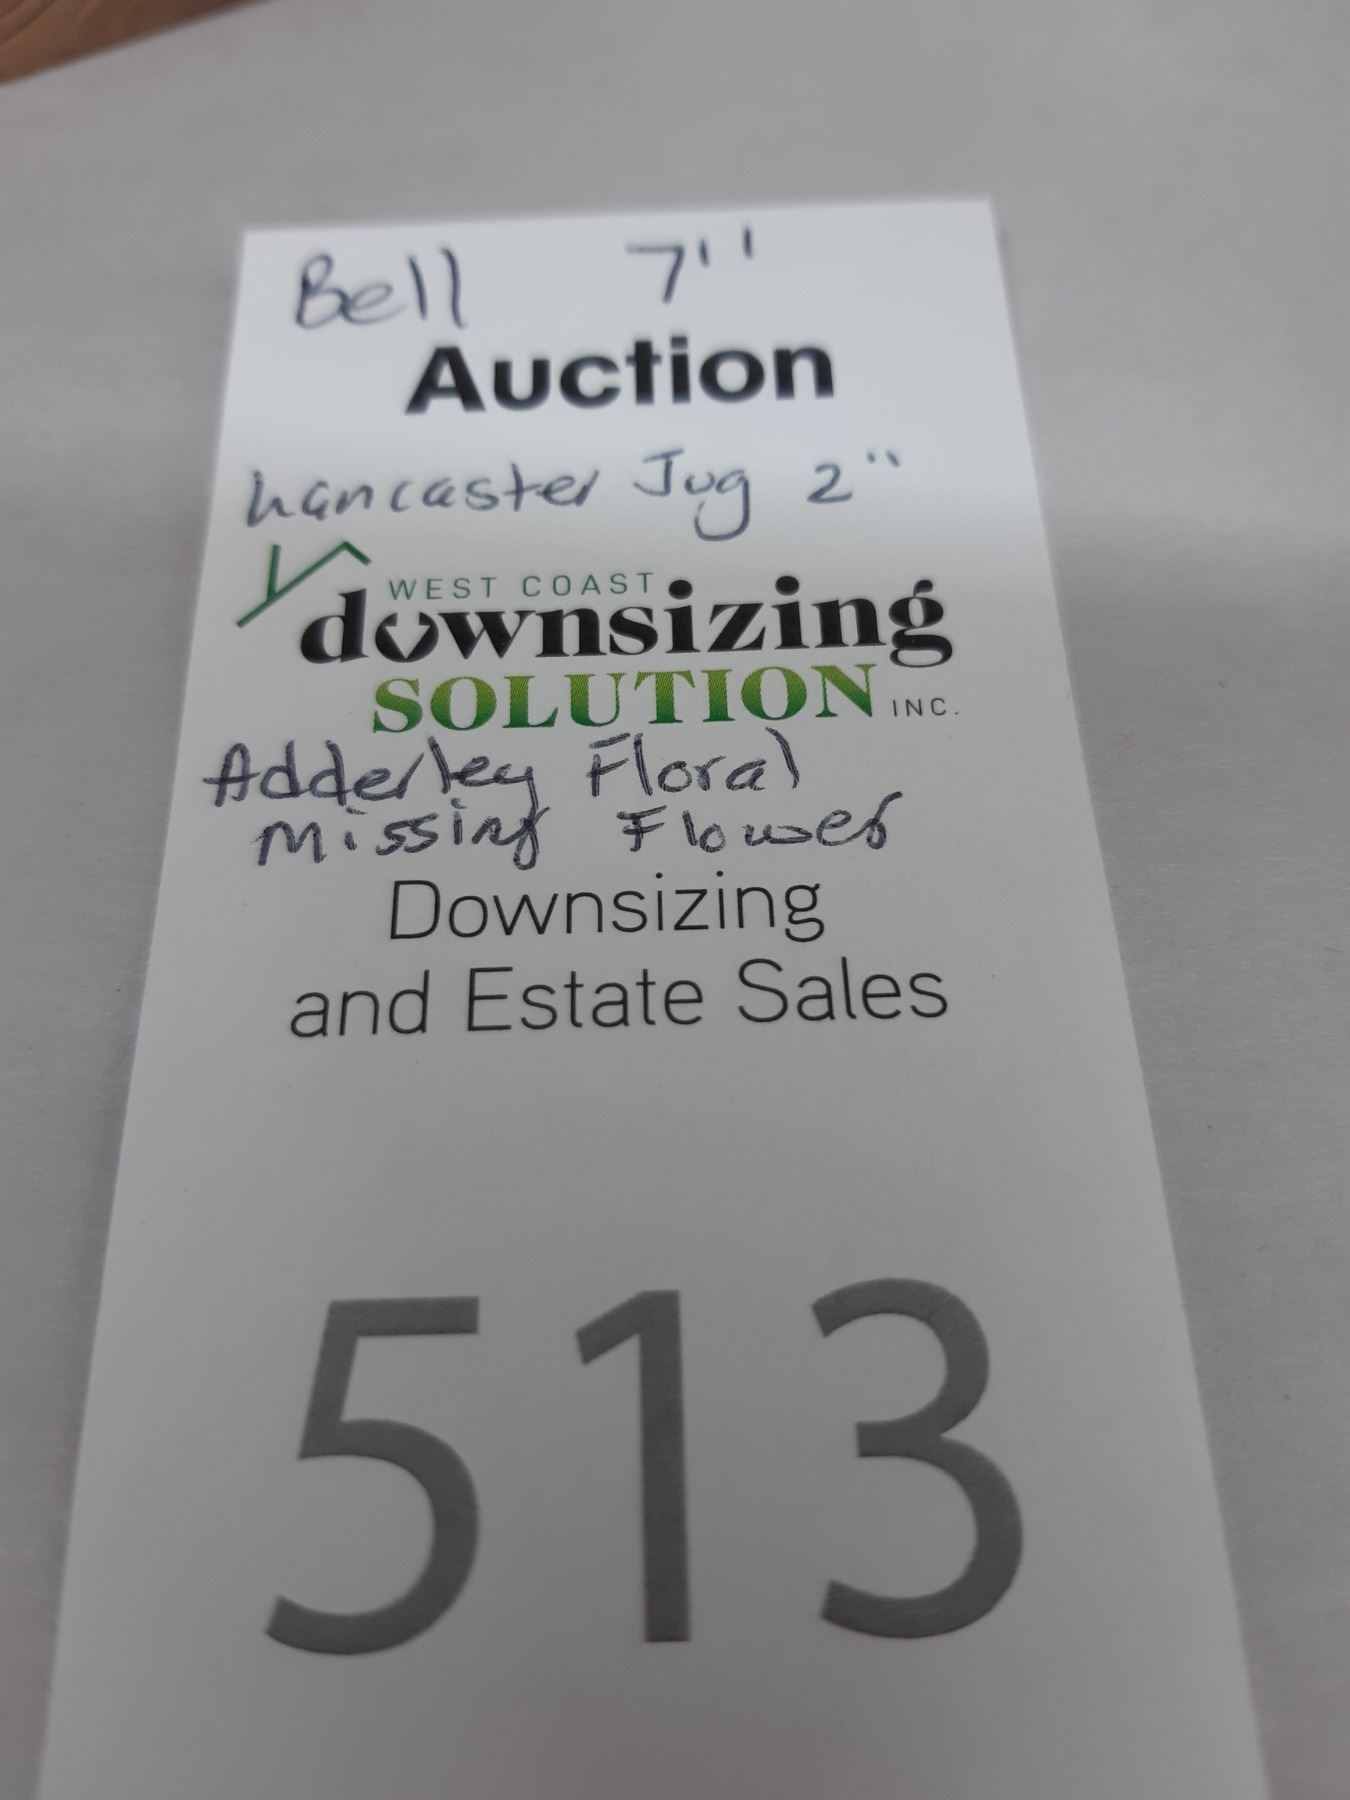 Bell 7''
Auction
Lancaster Jug 2"
WEST COAST
downsizing
SOLUTION INC.
Adderley Floral
Missing Flower
Downsizing
and Estate Sales
513